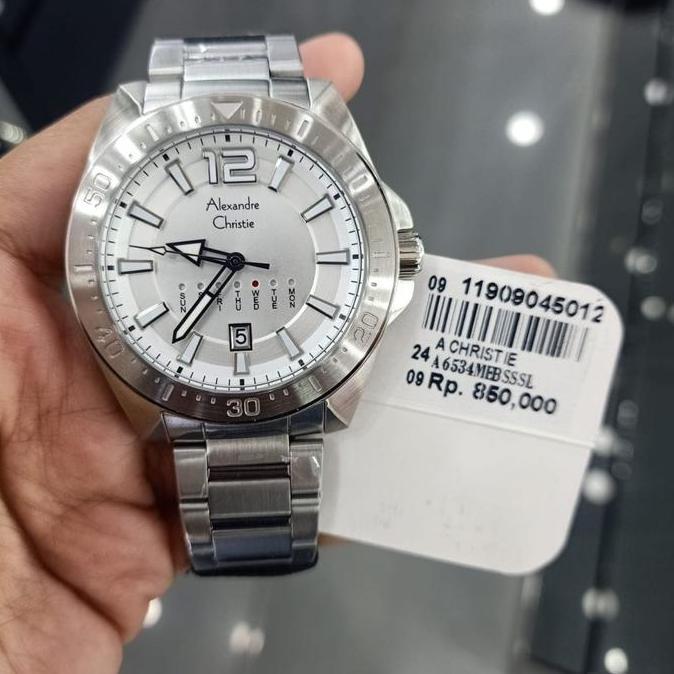 12
Alexandre
Christie
SUN FRI THU WED TUE MON
5
50
40
30
20
09 11909045012
A CHRISTIE
24 A6534MEBSSSL
09 Rp. 850,000